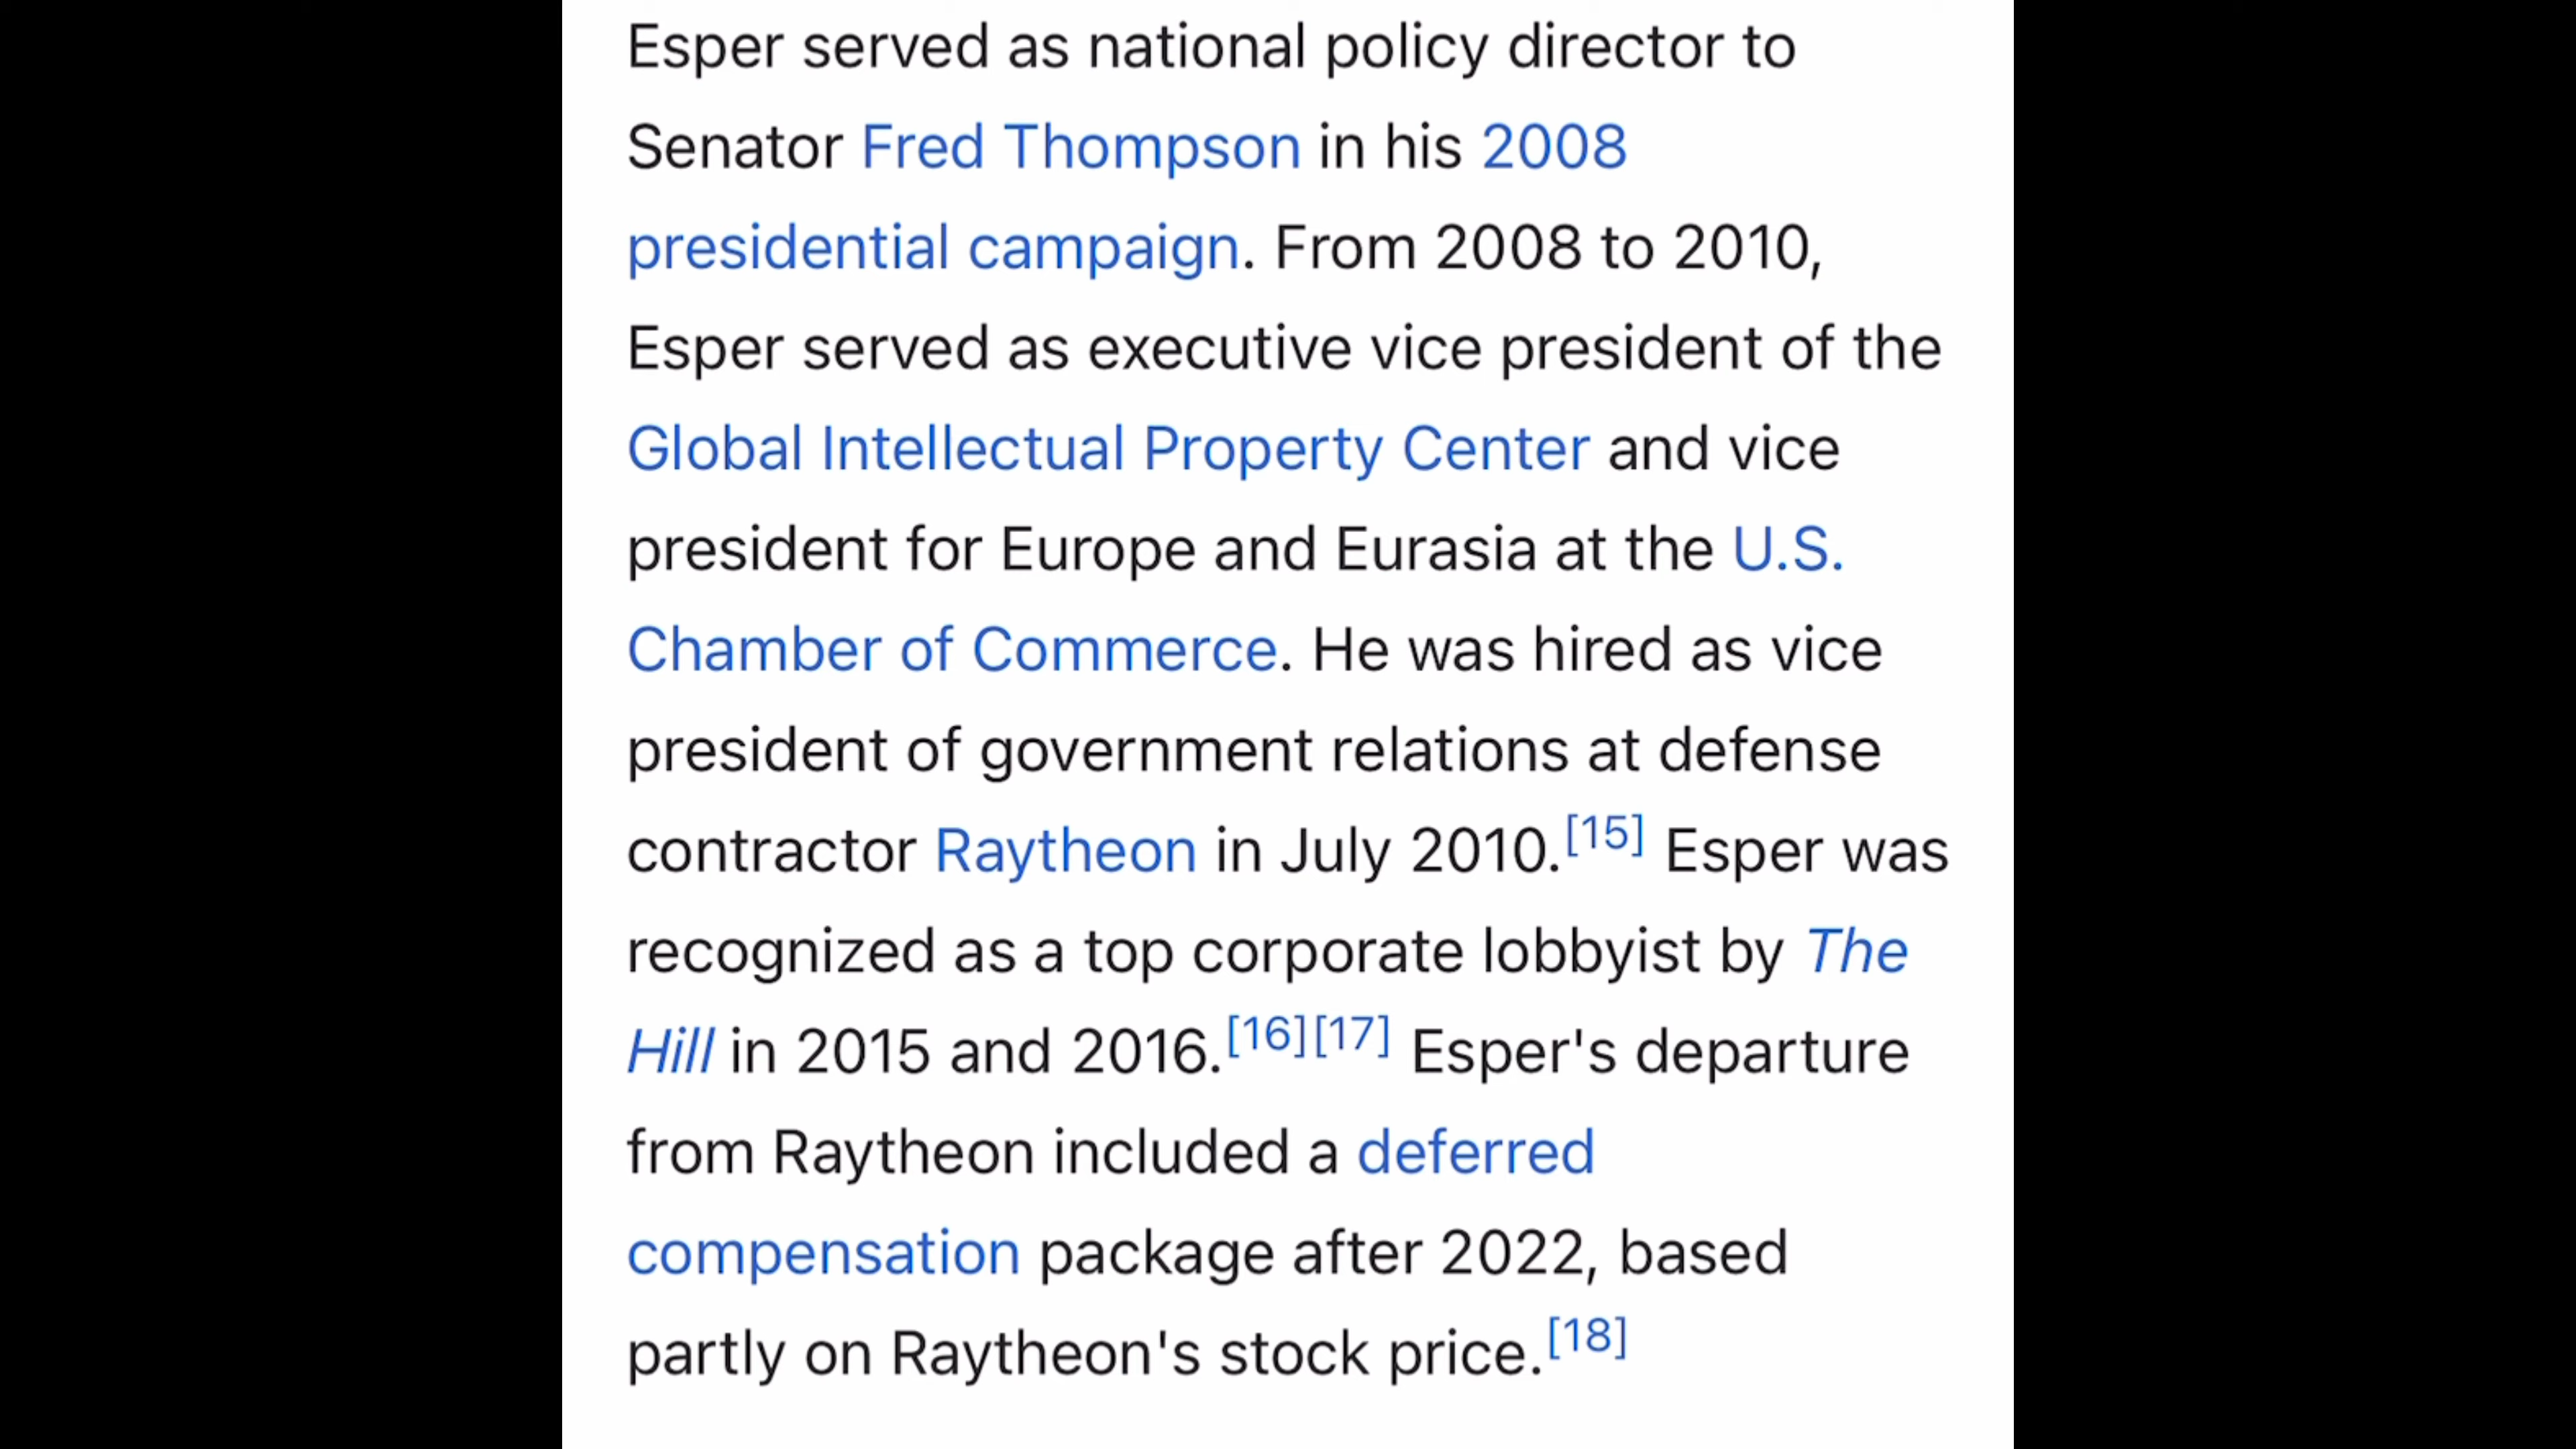 Esper served as national policy director to
Senator Fred Thompson in his 2008
presidential campaign. From 2008 to 2010,
Esper served as executive vice president of the
Global Intellectual Property Center and vice
president for Europe and Eurasia at the U.S.
Chamber of Commerce. He was hired as vice
president of government relations at defense
contractor Raytheon in July 2010.[15] Esper was
recognized as a top corporate lobbyist by The
Hill in 2015 and 2016.[16][17] Esper's departure
from Raytheon included a deferred
compensation package after 2022, based
partly on Raytheon's stock price.[18]